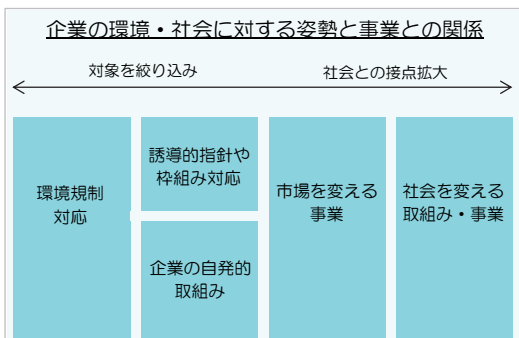 企業の環境・社会に対する姿勢と事業との関係
対象を絞り込み
社会との接点拡大
環境規制
対応
誘導的指針や
枠組み対応
企業の自発的
取組み
市場を変える
事業
社会を変える
取組み・事業